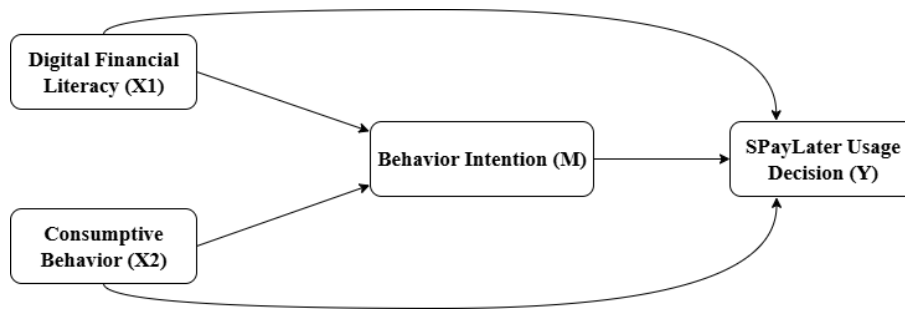 Digital Financial
Literacy (X1)
Behavior Intention (M)
SPayLater Usage
Decision (Y)
Consumptive
Behavior (X2)